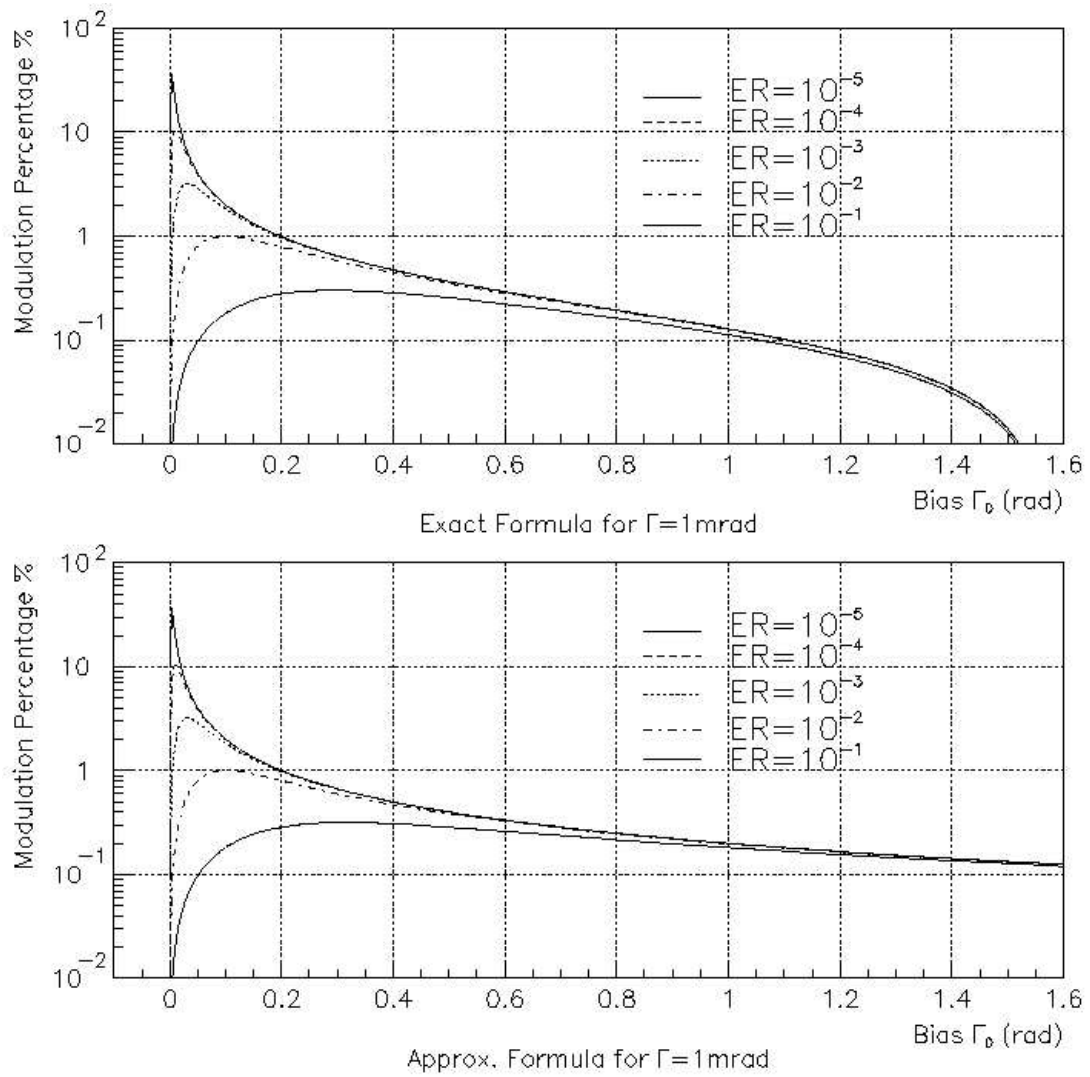 Modulation Percentage %
10²
10
1
10⁻¹
10⁻²
ER=10⁻⁵
ER=10⁻⁴
ER=10⁻³
ER=10⁻²
ER=10⁻¹
0 0.2 0.4 0.6 0.8 1 1.2 1.4 1.6
Bias Γ₀ (rad)
Exact Formula for Γ=1mrad
Modulation Percentage %
10²
10
1
10⁻¹
10⁻²
ER=10⁻⁵
ER=10⁻⁴
ER=10⁻³
ER=10⁻²
ER=10⁻¹
0 0.2 0.4 0.6 0.8 1 1.2 1.4 1.6
Bias Γ₀ (rad)
Approx. Formula for Γ=1mrad